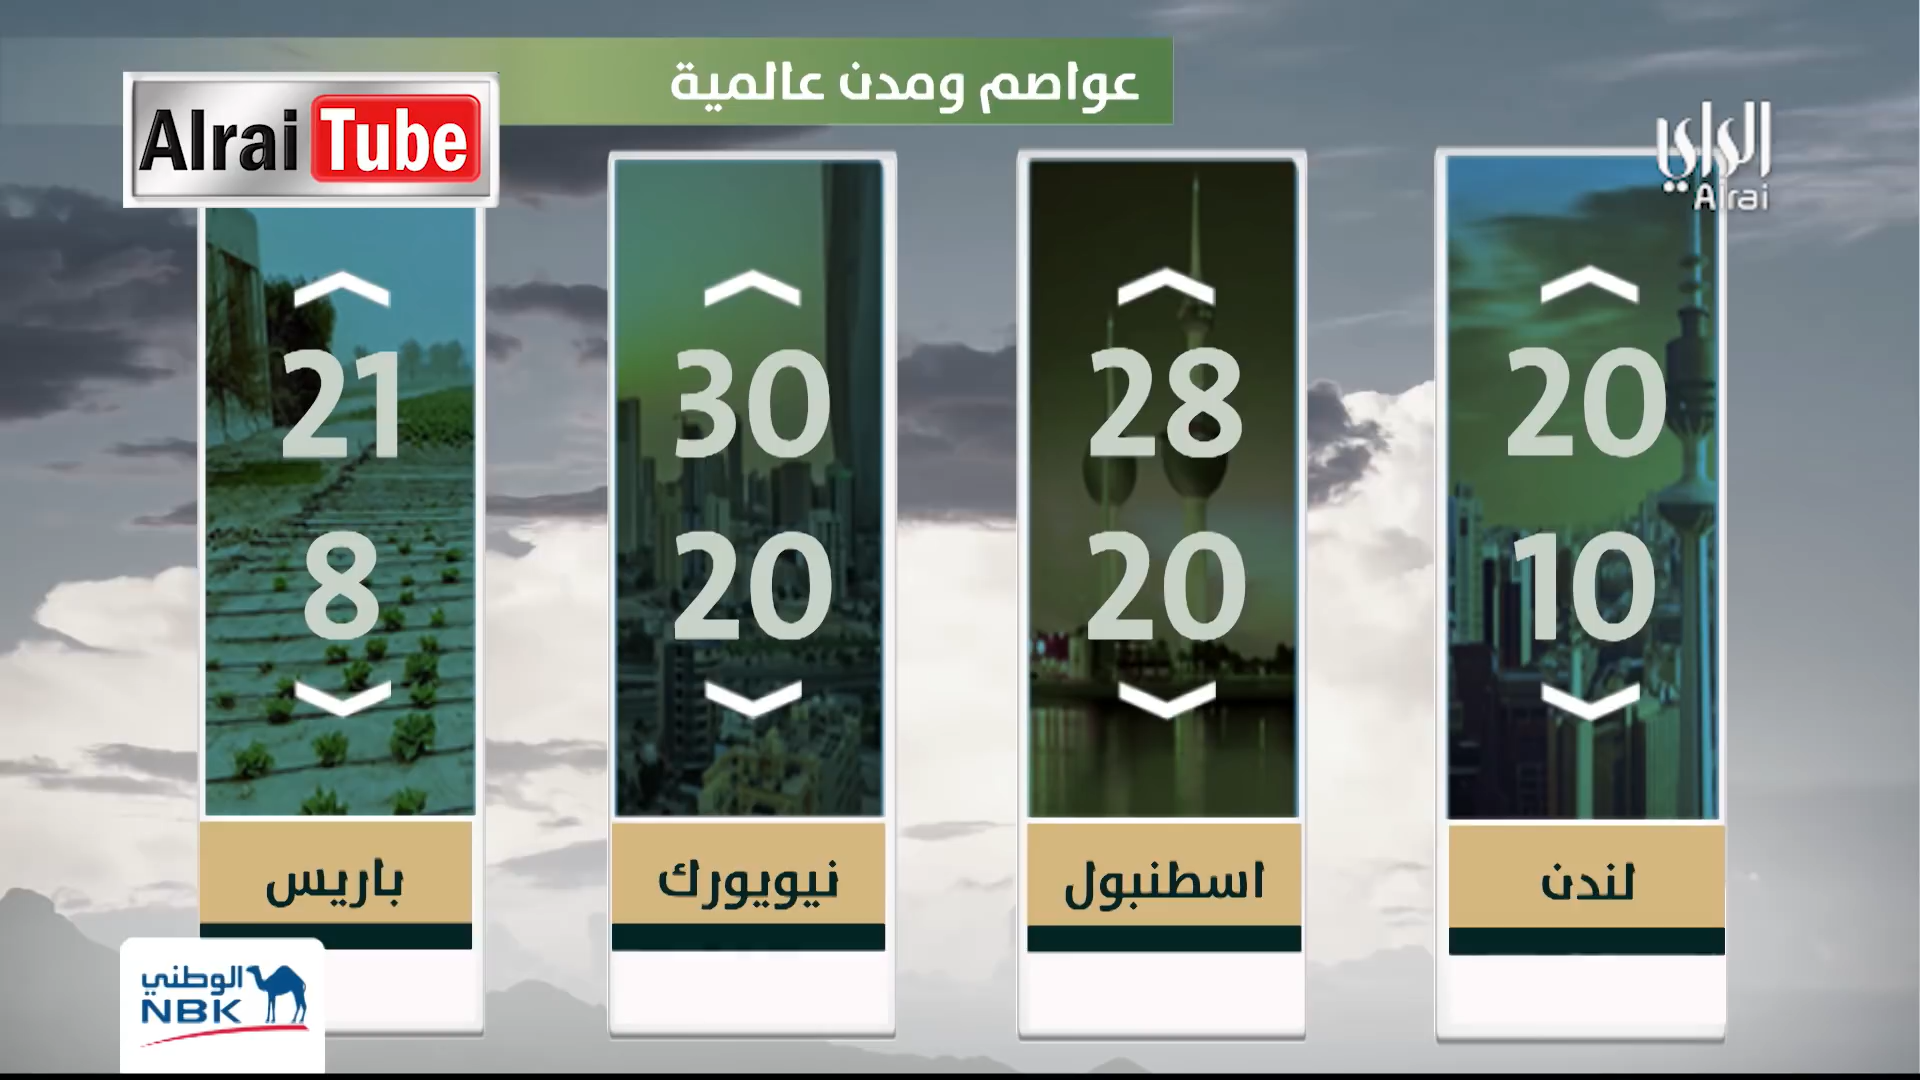 عواصم ومدن عالمية
Alrai Tube
الراي
Alrai
20
10
لندن
28
20
اسطنبول
30
20
نيويورك
21
8
باريس
الوطني
NBK